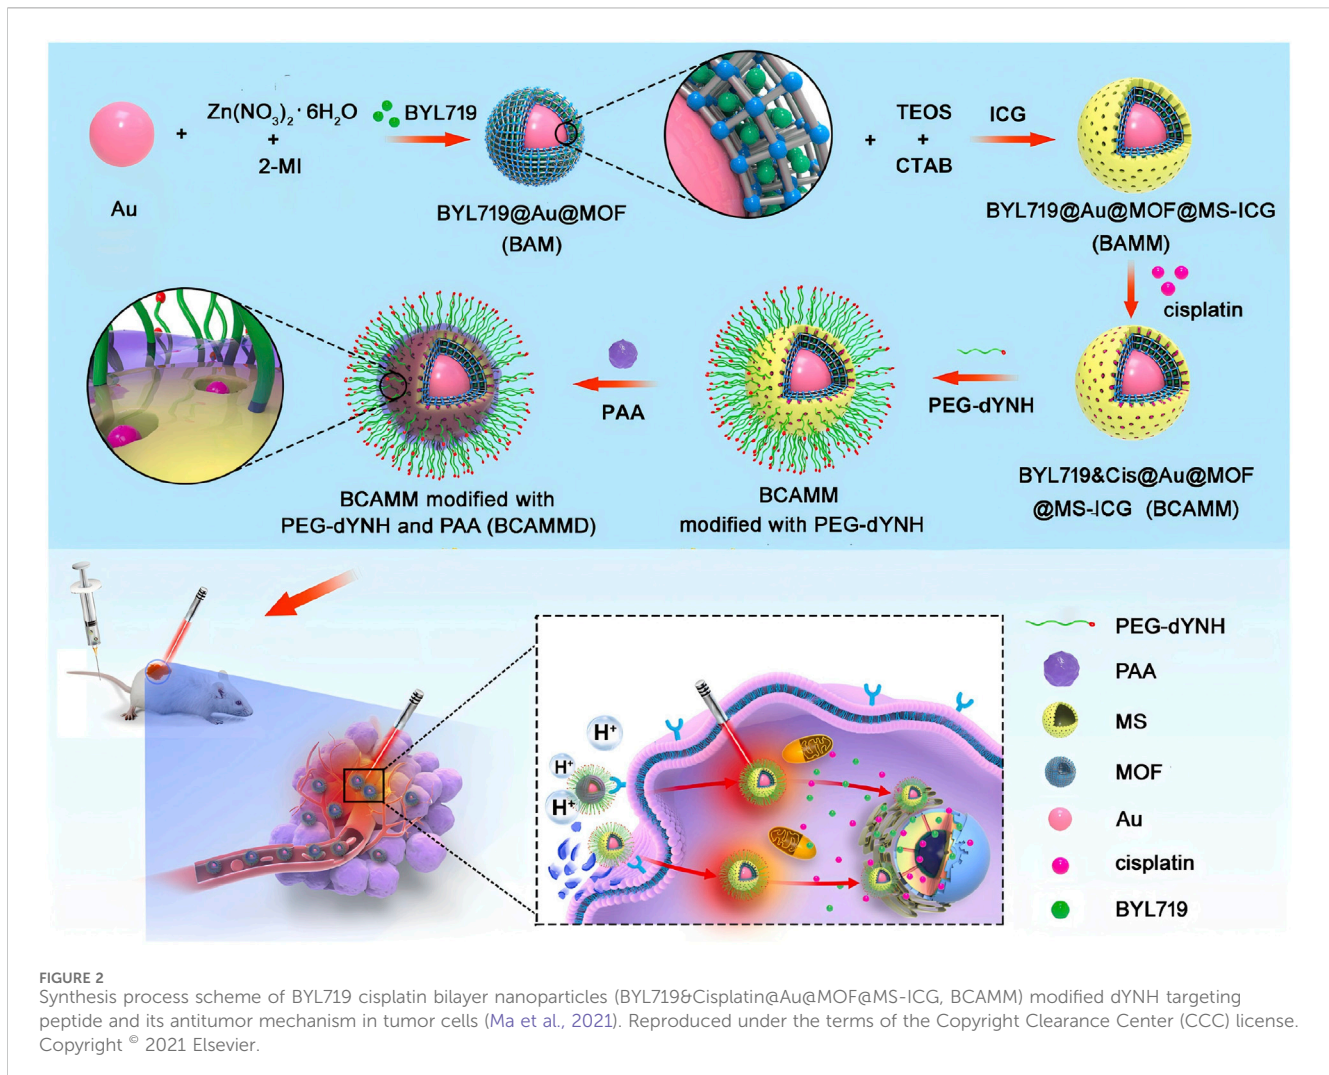 Au
+
Zn(NO3)2 · 6H2O
+
2-MI
BYL719
BYL719@Au@MOF
(BAM)
+
TEOS
+
CTAB
ICG
BYL719@Au@MOF@MS-ICG
(BAMM)
cisplatin
BYL719&Cis@Au@MOF
@MS-ICG (BCAMM)
PEG-dYNH
BCAMM
modified with PEG-dYNH
PAA
BCAMM modified with
PEG-dYNH and PAA (BCAMMD)
H+
H+
H+
PEG-dYNH
PAA
MS
MOF
Au
cisplatin
BYL719
FIGURE 2
Synthesis process scheme of BYL719 cisplatin bilayer nanoparticles (BYL719&Cisplatin@Au@MOF@MS-ICG, BCAMM) modified dYNH targeting
peptide and its antitumor mechanism in tumor cells (Ma et al., 2021). Reproduced under the terms of the Copyright Clearance Center (CCC) license.
Copyright © 2021 Elsevier.